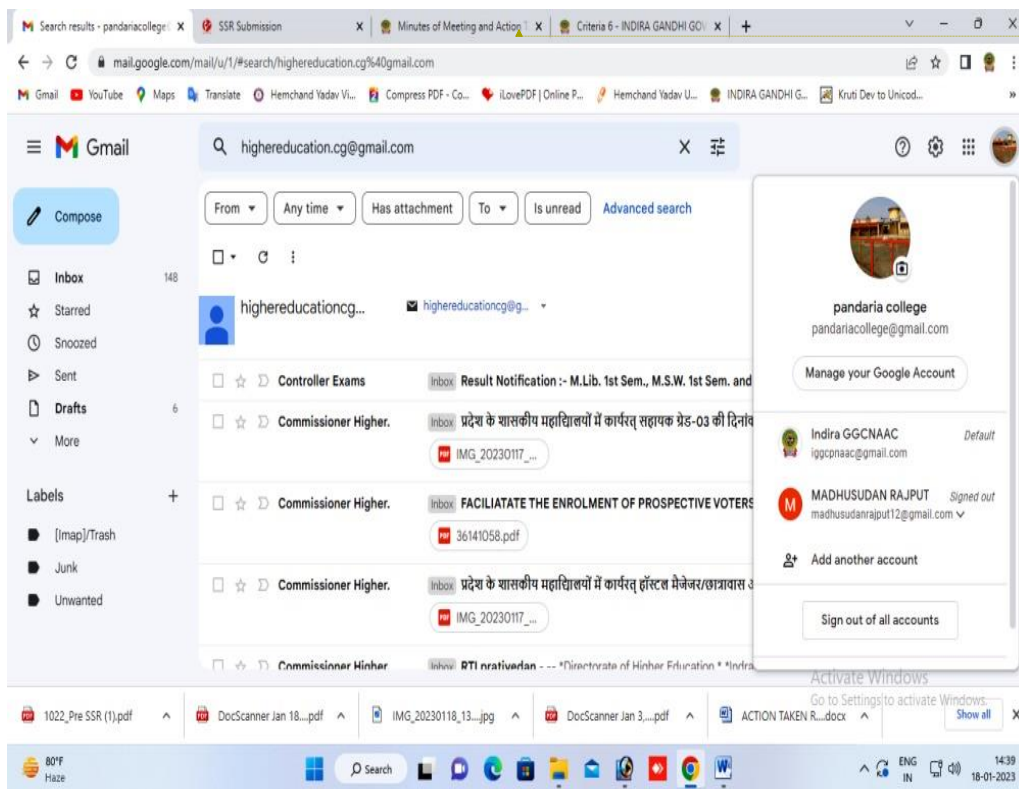 Search results - pandariacollege
SSR Submission
Minutes of Meeting and Action T
Criteria 6 - INDIRA GANDHI GOV
mail.google.com/mail/u/1/#search/highereducation.cg%40gmail.com
Gmail YouTube Maps Translate Hemchand Yadav Vi... Compress PDF - Co... iLovePDF | Online P... Hemchand Yadav U... INDIRA GANDHI G... Kruti Dev to Unicod... »
Gmail
highereducation.cg@gmail.com
Compose
From Any time Has attachment To Is unread Advanced search
Inbox 148
Starred
Snoozed
Sent
Drafts 6
More
Labels +
[Imap]/Trash
Junk
Unwanted
highereducationcg... highereducationcg@g...
Controller Exams Inbox Result Notification :- M.Lib. 1st Sem., M.S.W. 1st Sem. and
Commissioner Higher. Inbox प्रदेश के शासकीय महाद्यिालयों में कार्यरत् सहायक ग्रेड-03 की दिनांक
PDF IMG_20230117_...
Commissioner Higher. Inbox FACILIATATE THE ENROLMENT OF PROSPECTIVE VOTERS
PDF 36141058.pdf
Commissioner Higher. Inbox प्रदेश के शासकीय महाद्यिालयों में कार्यरत् हॉस्टल मैजेजर/छात्रावास
PDF IMG_20230117_...
Commissioner Higher Inbox RTI prativedan - -- *Directorate of Higher Education * *Indra
pandaria college
pandariacollege@gmail.com
Manage your Google Account
Indira GGCNAAC Default
iggcpnaac@gmail.com
M MADHUSUDAN RAJPUT Signed out
madhusudanrajput12@gmail.com
Add another account
Sign out of all accounts
Activate Windows
Go to Settings to activate Windows.
1022_Pre SSR (1).pdf DocScanner Jan 18....pdf IMG_20230118_13....jpg DocScanner Jan 3,....pdf ACTION TAKEN R....docx Show all X
80°F
Haze
Search
ENG
IN
14:39
18-01-2023